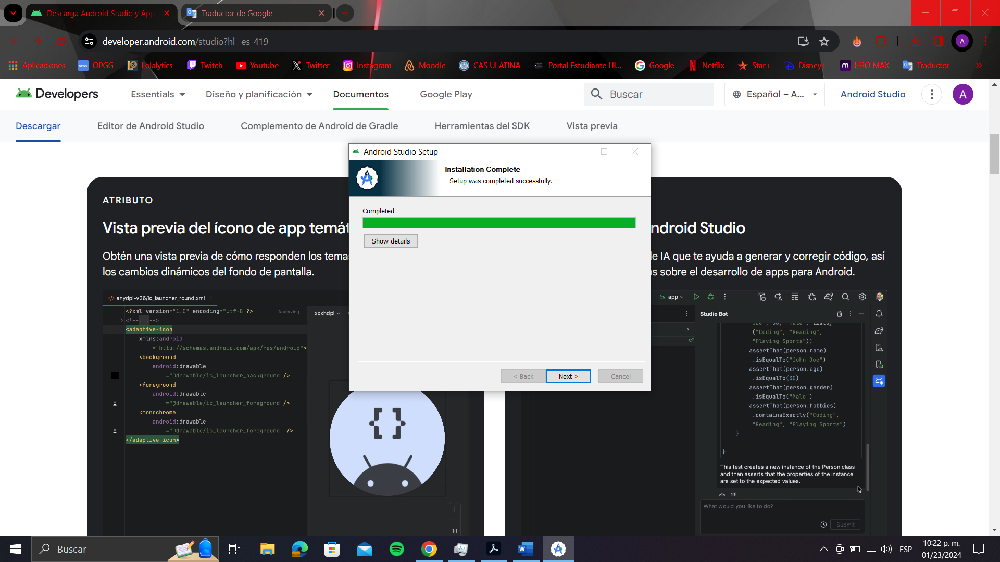 Descarga Android Studio y App
Traductor de Google
developer.android.com/studio?hl=es-419
A
Aplicaciones
OPGG
OPGG
Lolalytics
Twitch
Youtube
Twitter
Instagram
Moodle
CAS ULATINA
Portal Estudiante Ul...
Google
Netflix
Star+
Disney+
m
HBO MAX
Traductor
Developers
Essentials
Diseño y planificación
Documentos
Google Play
Buscar
Español – A...
Android Studio
A
Descargar
Editor de Android Studio
Complemento de Android de Gradle
Herramientas del SDK
Vista previa
Android Studio Setup
Installation Complete
Setup was completed successfully.
Completed
Show details
< Back
Next >
Cancel
ATRIBUTO
Vista previa del ícono de app temát
Obtén una vista previa de cómo responden los tema
los cambios dinámicos del fondo de pantalla.
ndroid Studio
de IA que te ayuda a generar y corregir código, así
as sobre el desarrollo de apps para Android.
anydpi-v26/ic_launcher_round.xml
<?xml version="1.0" encoding="utf-8"?>
Analyzing...
xxxhdpi
<!--...-->
<adaptive-icon
xmlns:android
="http://schemas.android.com/apk/res/android">
<background
android:drawable
="@drawable/ic_launcher_background"/>
<foreground
android:drawable
="@drawable/ic_launcher_foreground"/>
<monochrome
android:drawable
="@drawable/ic_launcher_foreground" />
</adaptive-icon>
{}
+
−
1:1
app
Studio Bot
Doe", 30, "Male", listOf
("Coding", "Reading",
"Playing Sports"))
assertThat(person.name)
.isEqualTo("John Doe")
assertThat(person.age)
.isEqualTo(30)
assertThat(person.gender)
.isEqualTo("Male")
assertThat(person.hobbies)
.containsExactly("Coding",
"Reading", "Playing Sports")
}
}
This test creates a new instance of the Person class
and then asserts that the properties of the instance
are set to the expected values.
What would you like to do?
Submit
Buscar
ESP
10:22 p. m.
01/23/2024